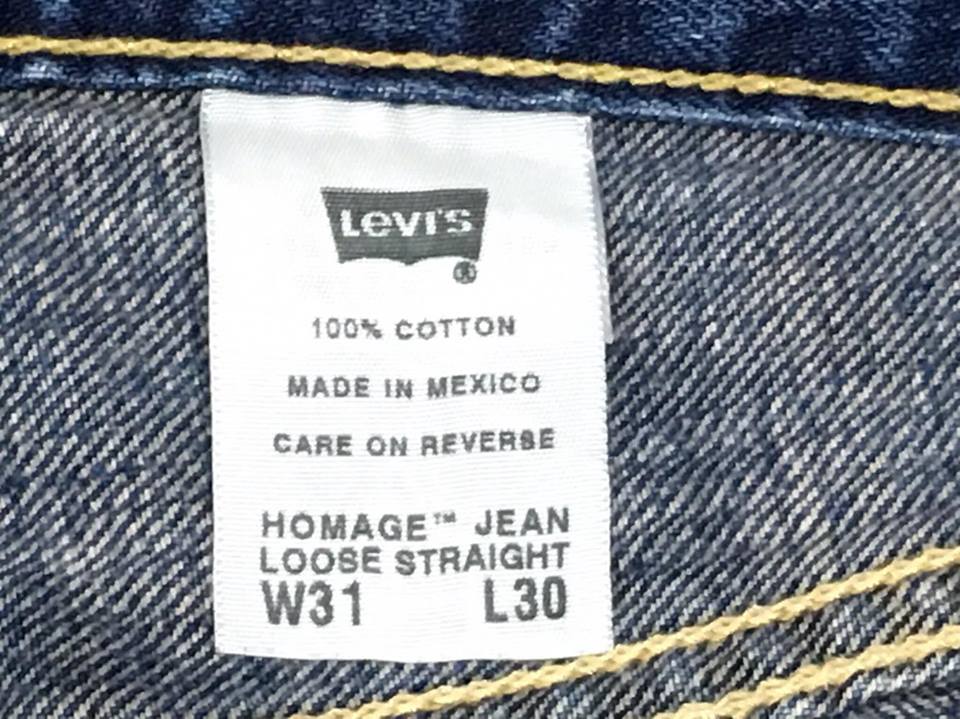 Levi's
®
100% COTTON
MADE IN MEXICO
CARE ON REVERSE
HOMAGE™ JEAN
LOOSE STRAIGHT
W31 L30